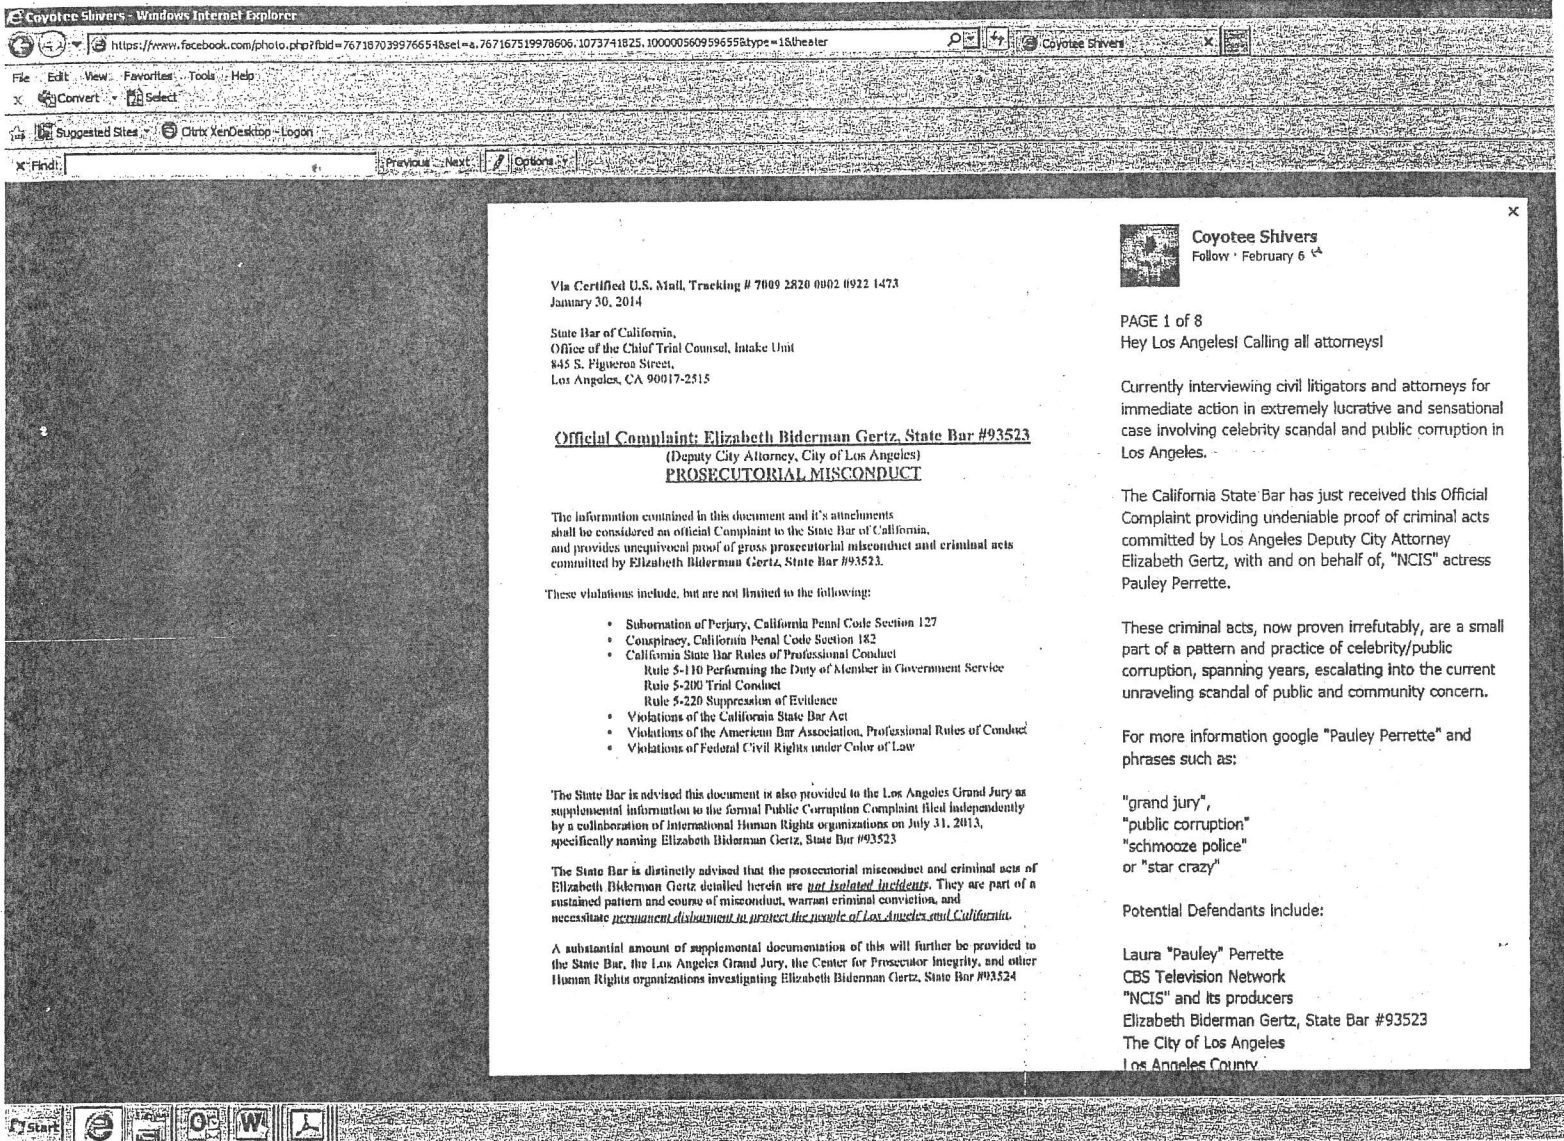 Coyotee Shivers - Windows Internet Explorer
https://www.facebook.com/photo.php?fbid=767187039976654&set=a.767167519978606.1073741825.100000560959655&type=1&theater
Coyotee Shivers
File Edit View Favorites Tools Help
x Convert Select
Suggested Sites Citrix XenDesktop - Logon
x Find: Previous Next Options
Via Certified U.S. Mail, Tracking # 7009 2820 0002 0922 1473
January 30, 2014
State Bar of California,
Office of the Chief Trial Counsel, Intake Unit
845 S. Figueroa Street,
Los Angeles, CA 90017-2515
Official Complaint: Elizabeth Biderman Gertz, State Bar #93523
(Deputy City Attorney, City of Los Angeles)
PROSECUTORIAL MISCONDUCT
The information contained in this document and it's attachments
shall be considered an official Complaint to the State Bar of California,
and provides unequivocal proof of gross prosecutorial misconduct and criminal acts
committed by Elizabeth Biderman Gertz, State Bar #93523.
These violations include, but are not limited to the following:
• Subornation of Perjury, California Penal Code Section 127
• Conspiracy, California Penal Code Section 182
• California State Bar Rules of Professional Conduct
Rule 5-110 Performing the Duty of Member in Government Service
Rule 5-200 Trial Conduct
Rule 5-220 Suppression of Evidence
• Violations of the California State Bar Act
• Violations of the American Bar Association, Professional Rules of Conduct
• Violations of Federal Civil Rights under Color of Law
The State Bar is advised this document is also provided to the Los Angeles Grand Jury as
supplemental information to the formal Public Corruption Complaint filed independently
by a collaboration of International Human Rights organizations on July 31, 2013,
specifically naming Elizabeth Biderman Gertz, State Bar #93523
The State Bar is distinctly advised that the prosecutorial misconduct and criminal acts of
Elizabeth Biderman Gertz detailed herein are not isolated incidents. They are part of a
sustained pattern and course of misconduct, warrant criminal conviction, and
necessitate permanent disbarment to protect the people of Los Angeles and California.
A substantial amount of supplemental documentation of this will further be provided to
the State Bar, the Los Angeles Grand Jury, the Center for Prosecutor Integrity, and other
Human Rights organizations investigating Elizabeth Biderman Gertz, State Bar #93524
x
Coyotee Shivers
Follow · February 6
PAGE 1 of 8
Hey Los Angeles! Calling all attorneys!
Currently interviewing civil litigators and attorneys for
immediate action in extremely lucrative and sensational
case involving celebrity scandal and public corruption in
Los Angeles.
The California State Bar has just received this Official
Complaint providing undeniable proof of criminal acts
committed by Los Angeles Deputy City Attorney
Elizabeth Gertz, with and on behalf of, "NCIS" actress
Pauley Perrette.
These criminal acts, now proven irrefutably, are a small
part of a pattern and practice of celebrity/public
corruption, spanning years, escalating into the current
unraveling scandal of public and community concern.
For more information google "Pauley Perrette" and
phrases such as:
"grand jury",
"public corruption"
"schmooze police"
or "star crazy"
Potential Defendants include:
Laura "Pauley" Perrette
CBS Television Network
"NCIS" and its producers
Elizabeth Biderman Gertz, State Bar #93523
The City of Los Angeles
Los Angeles County
Start